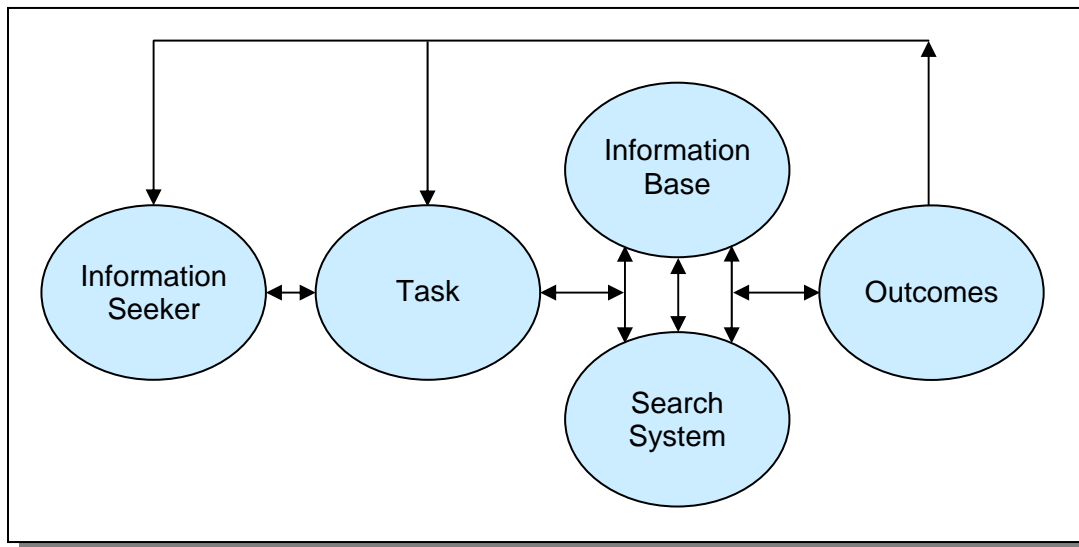 Information
Seeker
Task
Information
Base
Search
System
Outcomes